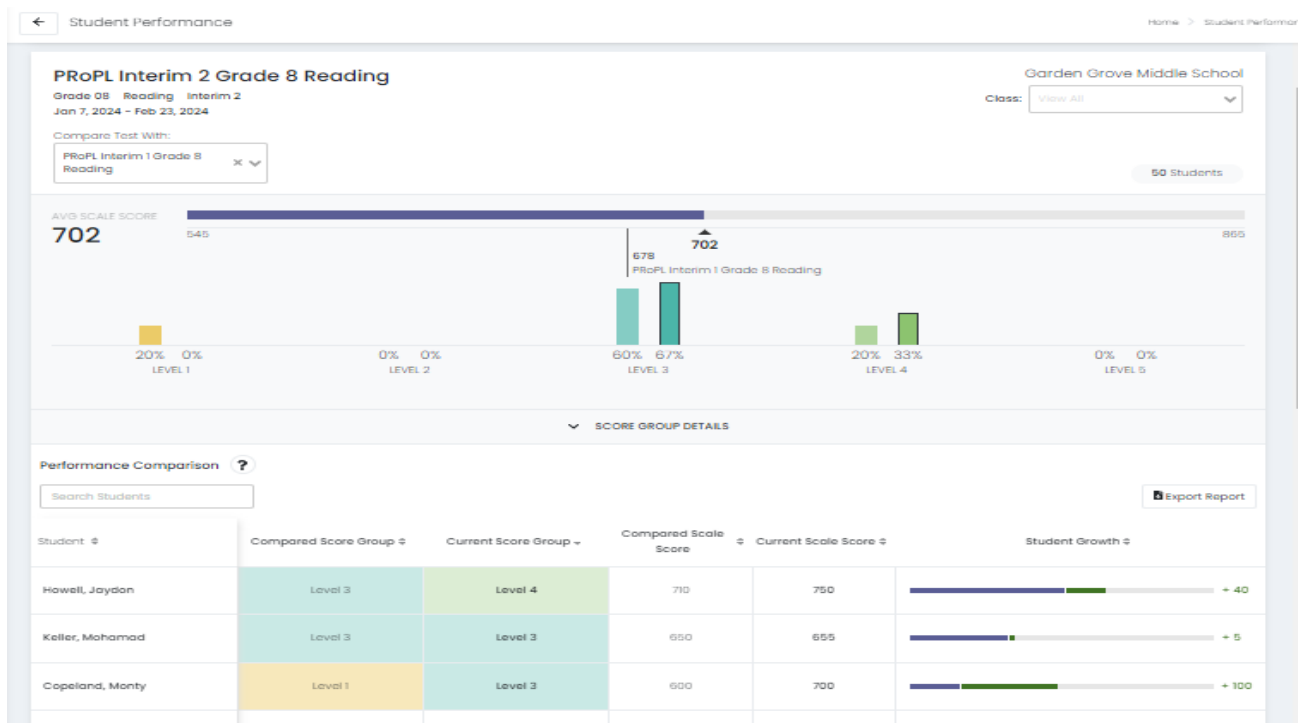 Student Performance
Home > Student Performan
PRoPL Interim 2 Grade 8 Reading
Garden Grove Middle School
Grade 08 Reading Interim 2
Class: View All
Jan 7, 2024 - Feb 23, 2024
Compare Test With:
PRoPL Interim 1 Grade 8
Reading
50 Students
AVG SCALE SCORE
702
545
702
865
678
PRoPL Interim 1 Grade 8 Reading
20% 0% 0% 0% 60% 67% 20% 33% 0% 0%
LEVEL 1 LEVEL 2 LEVEL 3 LEVEL 4 LEVEL 5
SCORE GROUP DETAILS
Performance Comparison ?
Search Students
Export Report
Student Compared Score Group Current Score Group Compared Scale Score Current Scale Score Student Growth
Howell, Jaydon Level 3 Level 4 710 750 + 40
Keller, Mohamad Level 3 Level 3 650 655 + 5
Copeland, Monty Level 1 Level 3 600 700 + 100